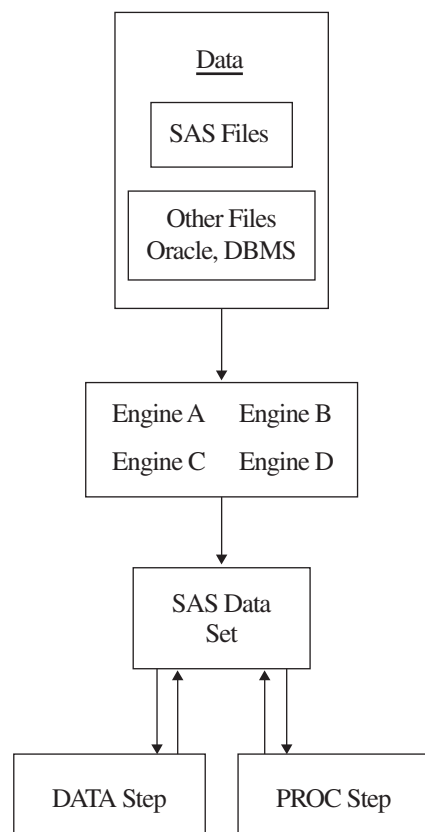 Data
SAS Files
Other Files
Oracle, DBMS
Engine A Engine B
Engine C Engine D
SAS Data
Set
DATA Step
PROC Step